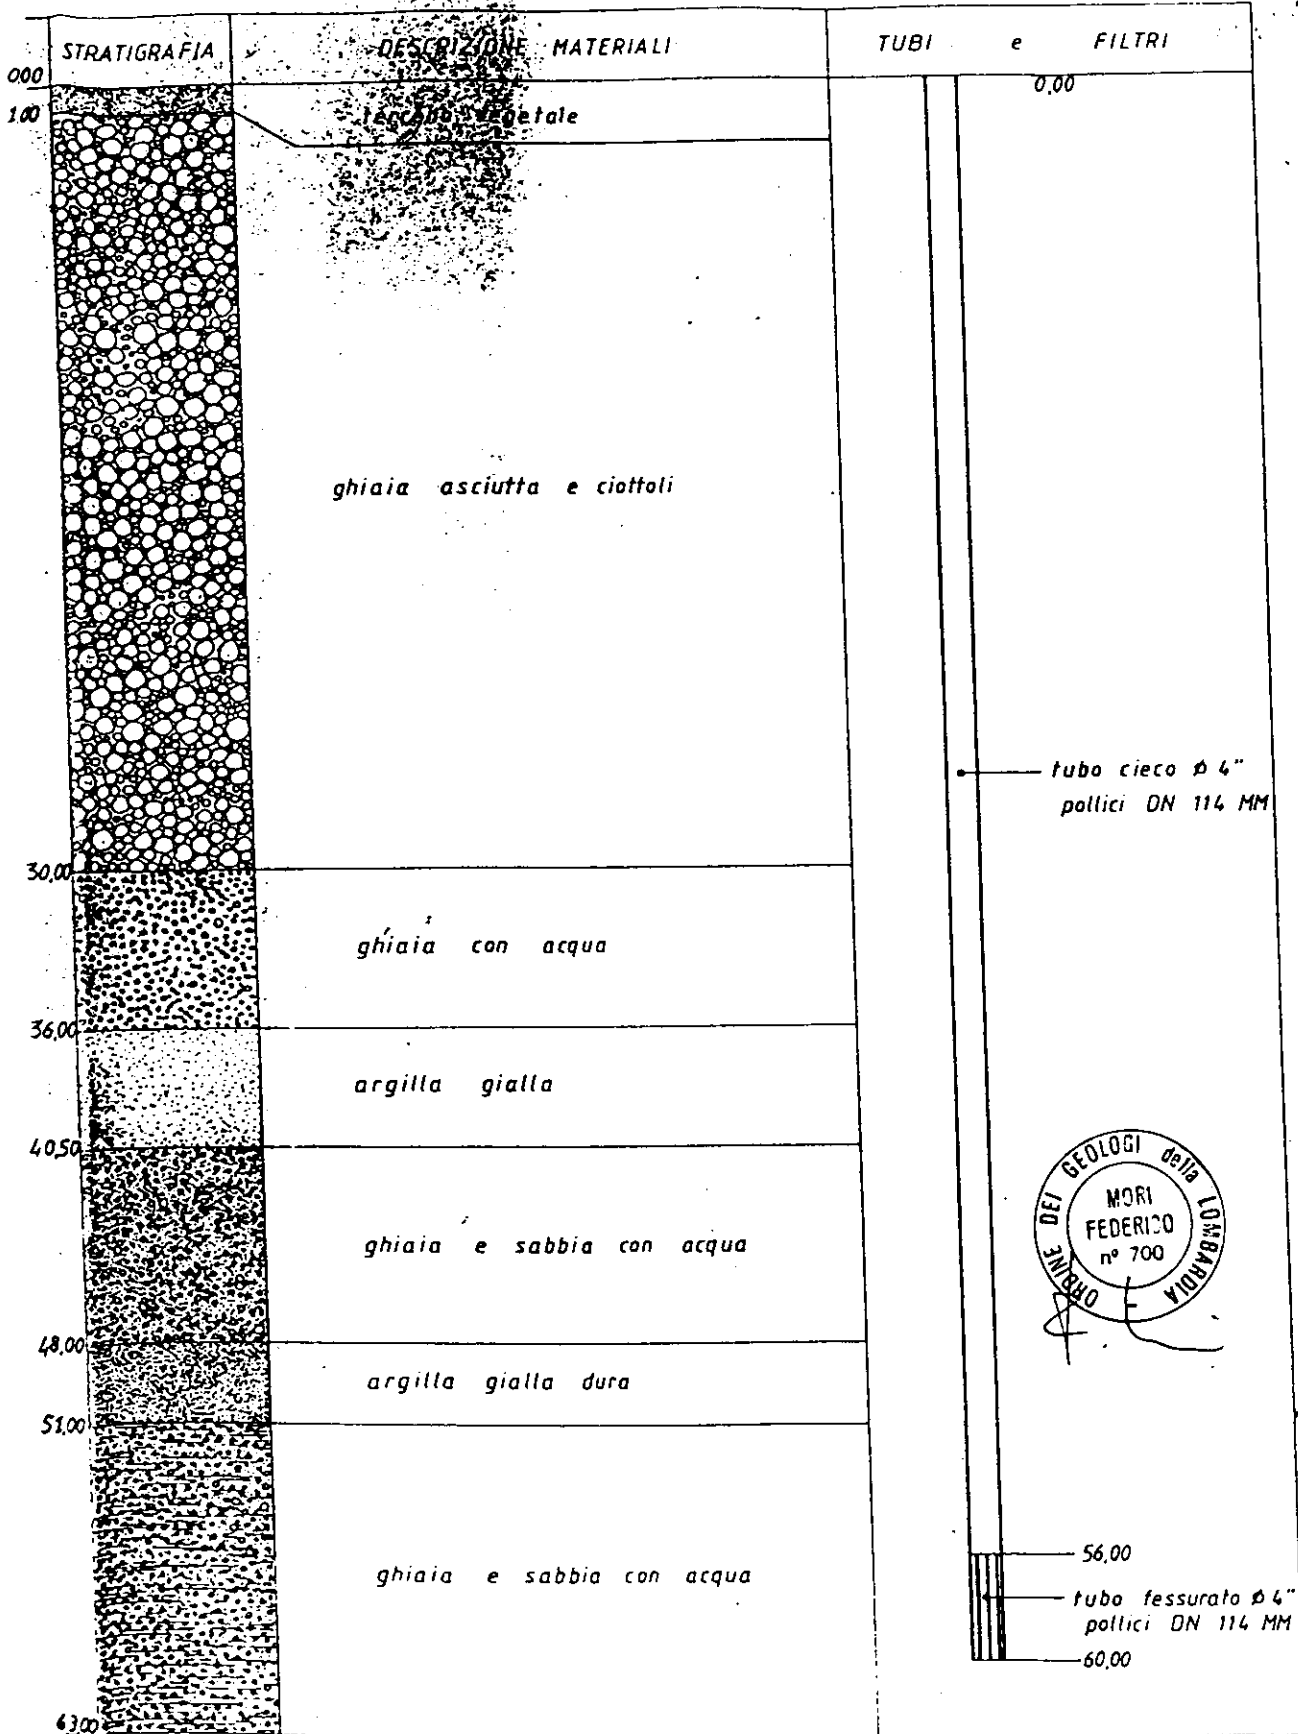 STRATIGRAFIA
DESCRIZIONE MATERIALI
TUBI e FILTRI
0,00
0,00
1,00
terreno vegetale
ghiaia asciutta e ciottoli
tubo cieco ϕ 4"
pollici DN 114 MM
30,00
ghiaia con acqua
36,00
argilla gialla
40,50
ghiaia e sabbia con acqua
ORDINE DEI GEOLOGI della LOMBARDIA
MORI
FEDERICO
n° 700
48,00
argilla gialla dura
51,00
ghiaia e sabbia con acqua
56,00
tubo fessurato ϕ 4"
pollici DN 114 MM
60,00
63,00